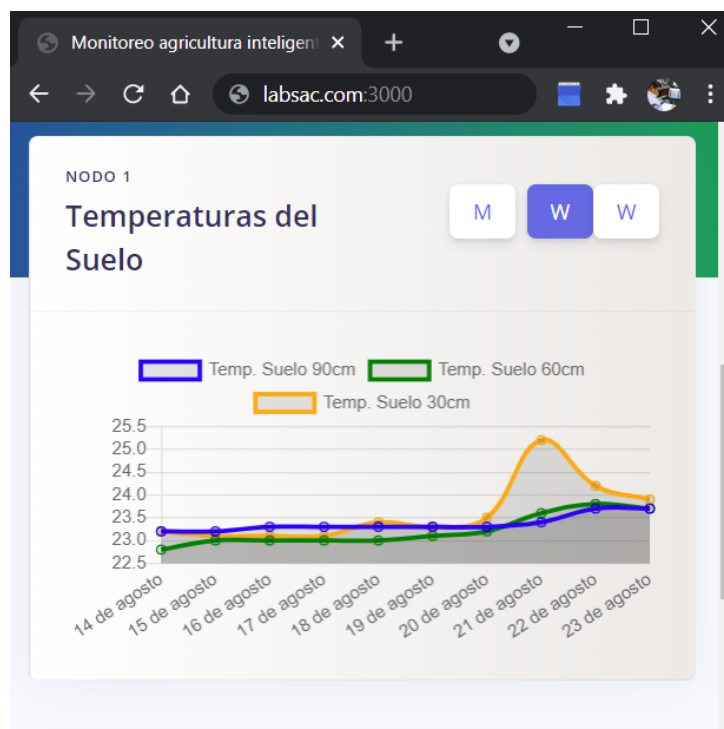 Monitoreo agricultura inteligent
labsac.com:3000
NODO 1
Temperaturas del
Suelo
M W W
Temp. Suelo 90cm Temp. Suelo 60cm
Temp. Suelo 30cm
25.5
25.0
24.5
24.0
23.5
23.0
22.5
14 de agosto
15 de agosto
16 de agosto
17 de agosto
18 de agosto
19 de agosto
20 de agosto
21 de agosto
22 de agosto
23 de agosto